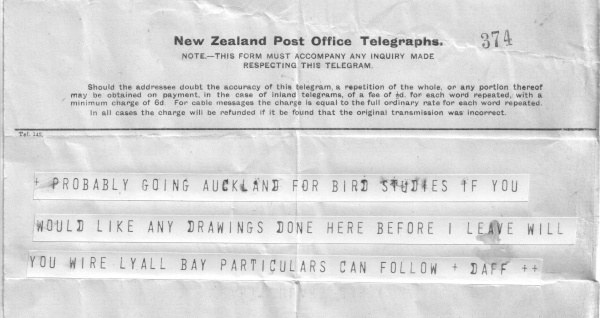 New Zealand Post Office Telegraphs.
374
NOTE.—THIS FORM MUST ACCOMPANY ANY INQUIRY MADE
RESPECTING THIS TELEGRAM.
Should the addressee doubt the accuracy of this telegram, a repetition of the whole, or any portion thereof
may be obtained on payment, in the case of inland telegrams, of a fee of ½d. for each word repeated, with a
minimum charge of 6d. For cable messages the charge is equal to the full ordinary rate for each word repeated.
In all cases the charge will be refunded if it be found that the original transmission was incorrect.
+ PROBABLY GOING AUCKLAND FOR BIRD STUDIES IF YOU
WOULD LIKE ANY DRAWINGS DONE HERE BEFORE I LEAVE WILL
YOU WIRE LYALL BAY PARTICULARS CAN FOLLOW + DAFF ++